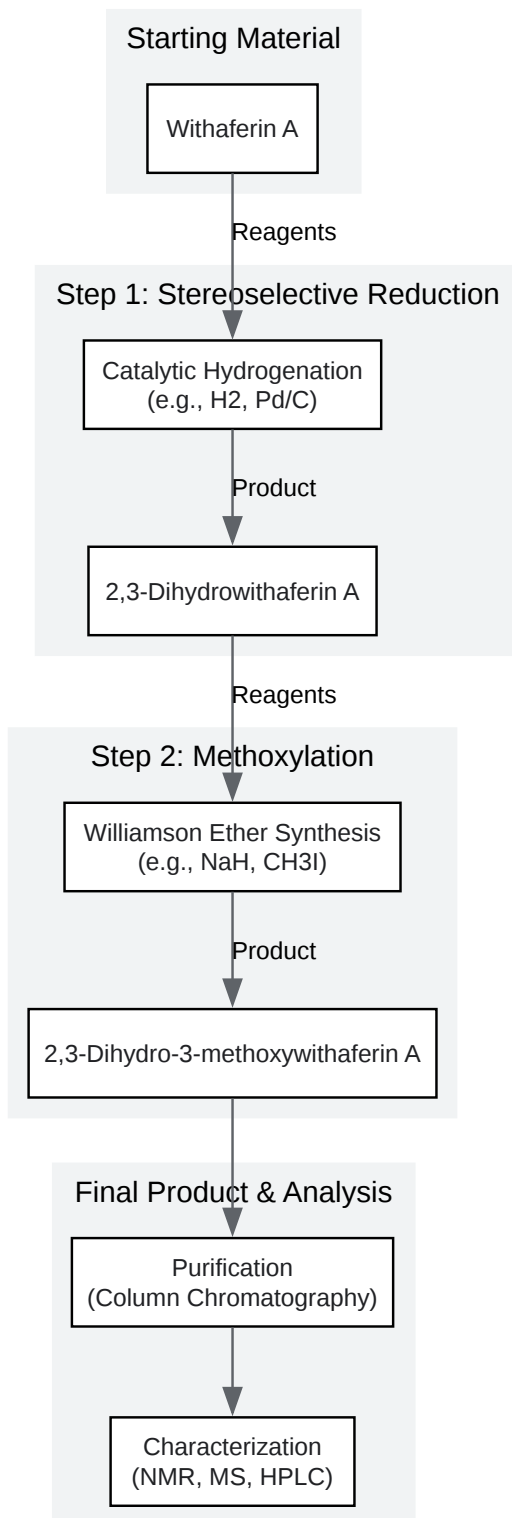 Starting Material
Withaferin A
Reagents
Step 1: Stereoselective Reduction
Catalytic Hydrogenation
(e.g., H2, Pd/C)
Product
2,3-Dihydrowithaferin A
Reagents
Step 2: Methoxylation
Williamson Ether Synthesis
(e.g., NaH, CH3I)
Product
2,3-Dihydro-3-methoxywithaferin A
Final Product & Analysis
Purification
(Column Chromatography)
Characterization
(NMR, MS, HPLC)